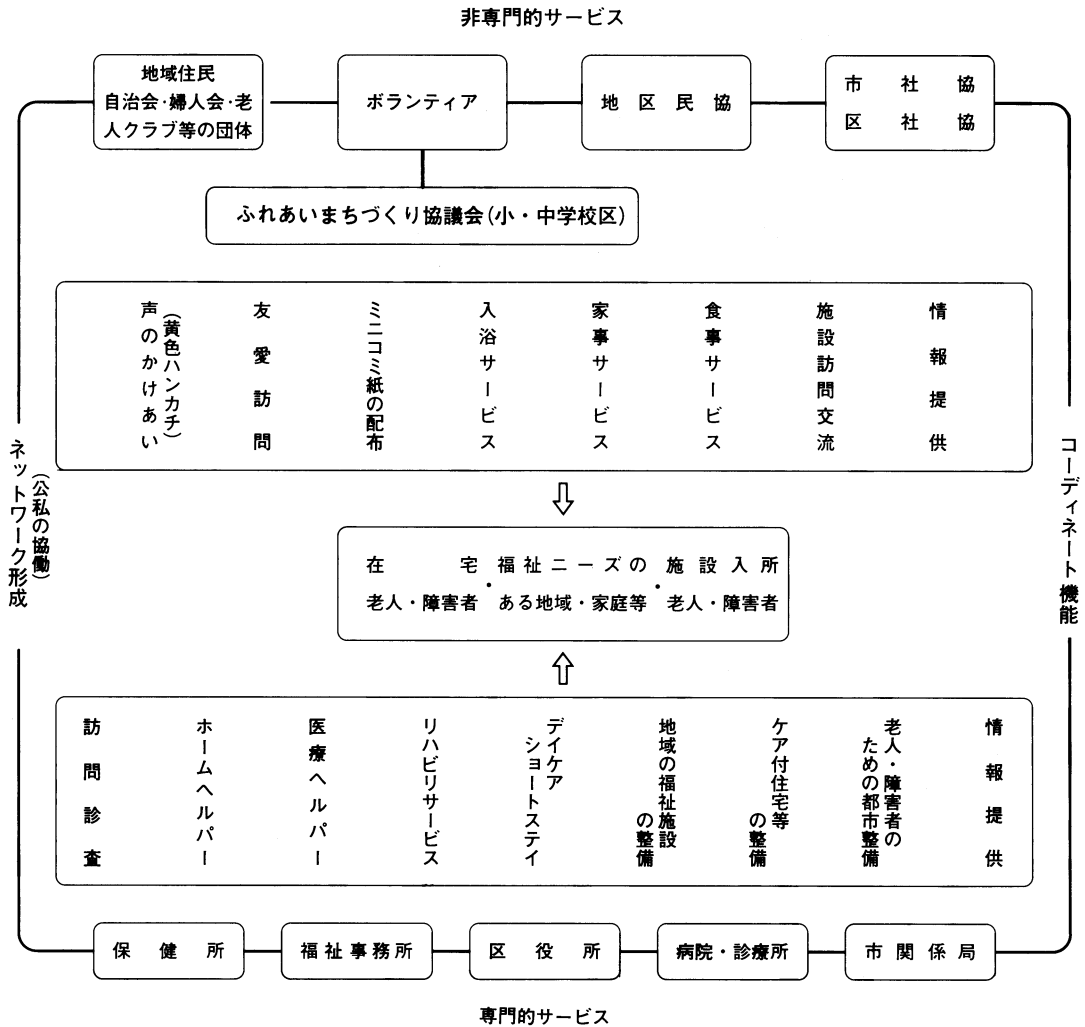 非専門的サービス
地域住民
自治会・婦人会・老
人クラブ等の団体
ボランティア
地区民協
市社協
区社協
ふれあいまちづくり協議会(小・中学校区)
声のかけあい
(黄色ハンカチ)
友愛訪問
ミニコミ紙の配布
入浴サービス
家事サービス
食事サービス
施設訪問交流
情報提供
ネットワーク形成
(公私の協働)
コーディネート機能
在宅
老人・障害者
・
福祉ニーズの
ある地域・家庭等
・
施設入所
老人・障害者
訪問診査
ホームヘルパー
医療ヘルパー
リハビリサービス
デイケア
ショートステイ
地域の福祉施設
の整備
ケア付住宅等
の整備
老人・障害者の
ための都市整備
情報提供
保健所
福祉事務所
区役所
病院・診療所
市関係局
専門的サービス